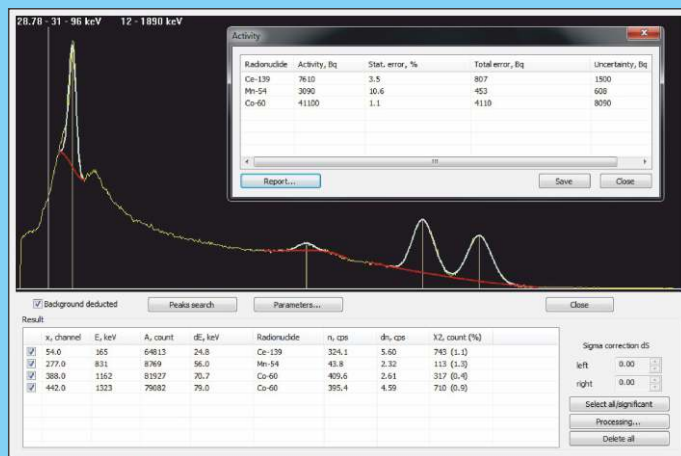 28.78 - 31 - 96 keV 12 - 1890 keV
Activity
Radionuclide Activity, Bq Stat. error, % Total error, Bq Uncertainty, Bq
Ce-139 7610 3.5 807 1500
Mn-54 3090 10.6 453 608
Co-60 41100 1.1 4110 8090
Report... Save Close
Background deducted Peaks search Parameters... Close
Result
x, channel E, keV A, count dE, keV Radionuclide n, cps dn, cps X2, count (%)
54.0 165 64813 24.8 Ce-139 324.1 5.60 743 (1.1)
277.0 831 8769 56.0 Mn-54 43.8 2.32 113 (1.3)
388.0 1162 81927 70.7 Co-60 409.6 2.61 317 (0.4)
442.0 1323 79082 79.0 Co-60 395.4 4.59 710 (0.9)
Sigma correction dS
left 0.00
right 0.00
Select all/significant
Processing...
Delete all